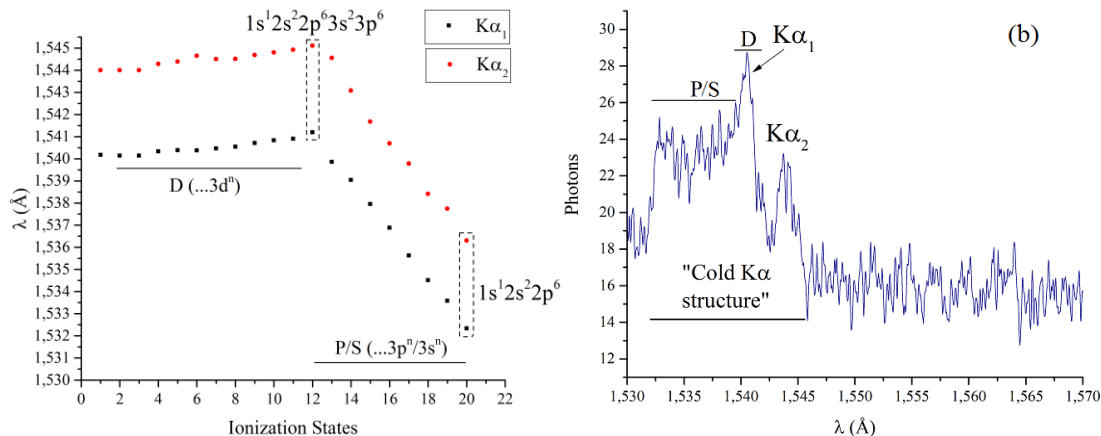 1s¹2s²2p⁶3s²3p⁶
Kα₁
Kα₂
1,545
1,544
1,543
1,542
1,541
1,540
1,539
1,538
1,537
1,536
1,535
1,534
1,533
1,532
1,531
1,530
λ (Å)
D (...3dⁿ)
1s¹2s²2p⁶
P/S (...3pⁿ/3sⁿ)
0 2 4 6 8 10 12 14 16 18 20 22
Ionization States
(b)
D
Kα₁
P/S
Kα₂
"Cold Kα
structure"
30
28
26
24
22
20
18
16
14
12
Photons
1,530 1,535 1,540 1,545 1,550 1,555 1,560 1,565 1,570
λ (Å)